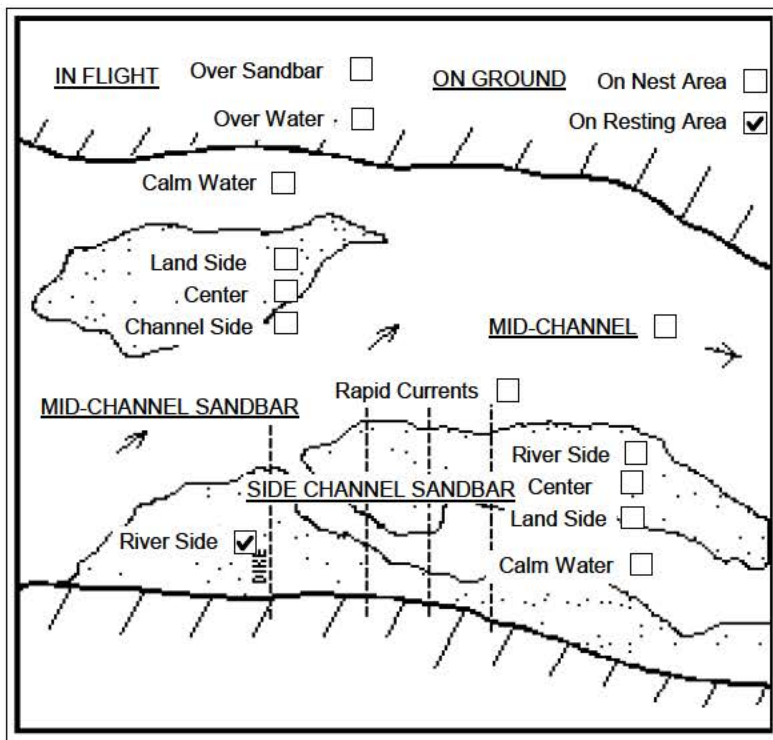 IN FLIGHT Over Sandbar ON GROUND On Nest Area
Over Water On Resting Area
Calm Water
Land Side
Center
Channel Side
MID-CHANNEL
Rapid Currents
MID-CHANNEL SANDBAR
River Side
SIDE CHANNEL SANDBAR Center
Land Side
River Side
DIKE
Calm Water